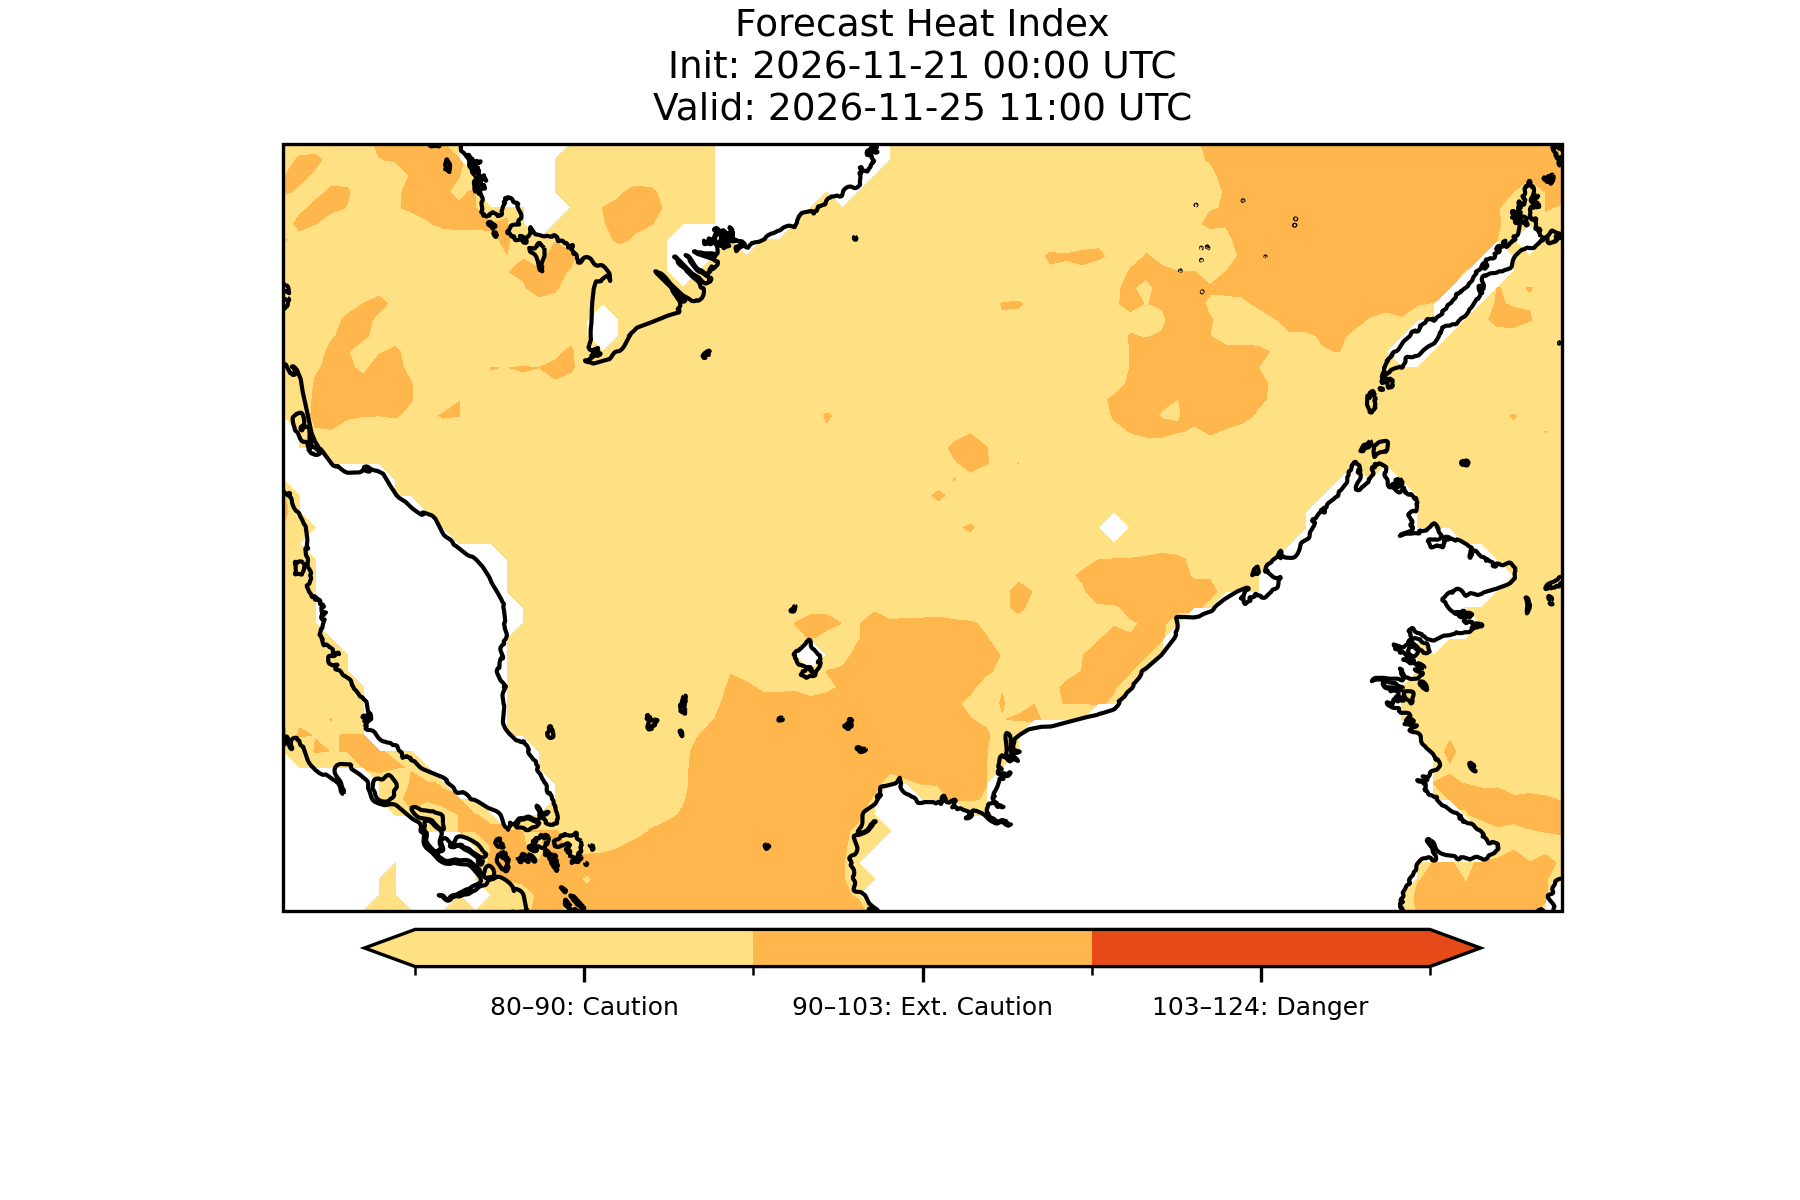 Forecast Heat Index
Init: 2026-11-21 00:00 UTC
Valid: 2026-11-25 11:00 UTC
80–90: Caution
90–103: Ext. Caution
103–124: Danger